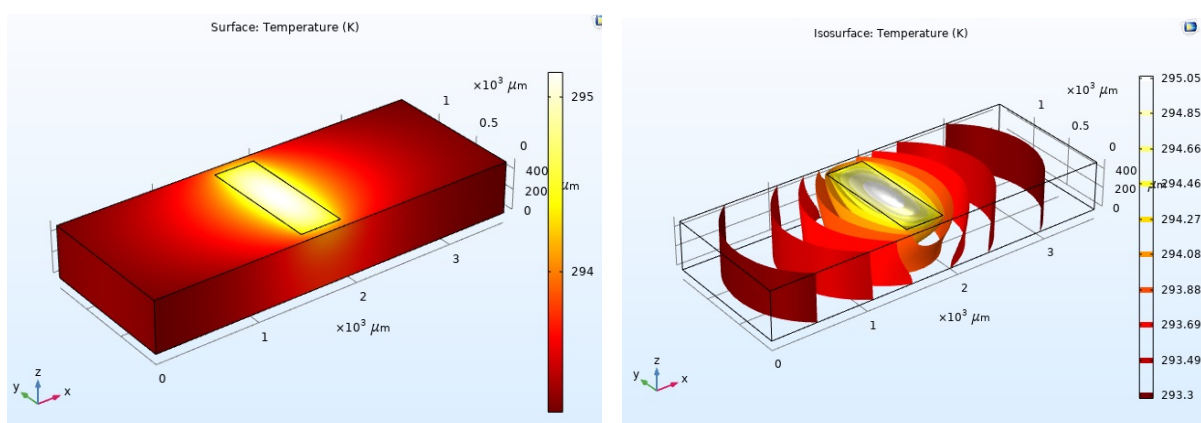 Surface: Temperature (K)
×10³ μm
1
0.5
0
400
200
0
μm
3
2
×10³ μm
1
0
295
294
z
y
x
Isosurface: Temperature (K)
×10³ μm
1
0.5
0
400
200
0
μm
3
2
×10³ μm
1
0
295.05
294.85
294.66
294.46
294.27
294.08
293.88
293.69
293.49
293.3
z
y
x